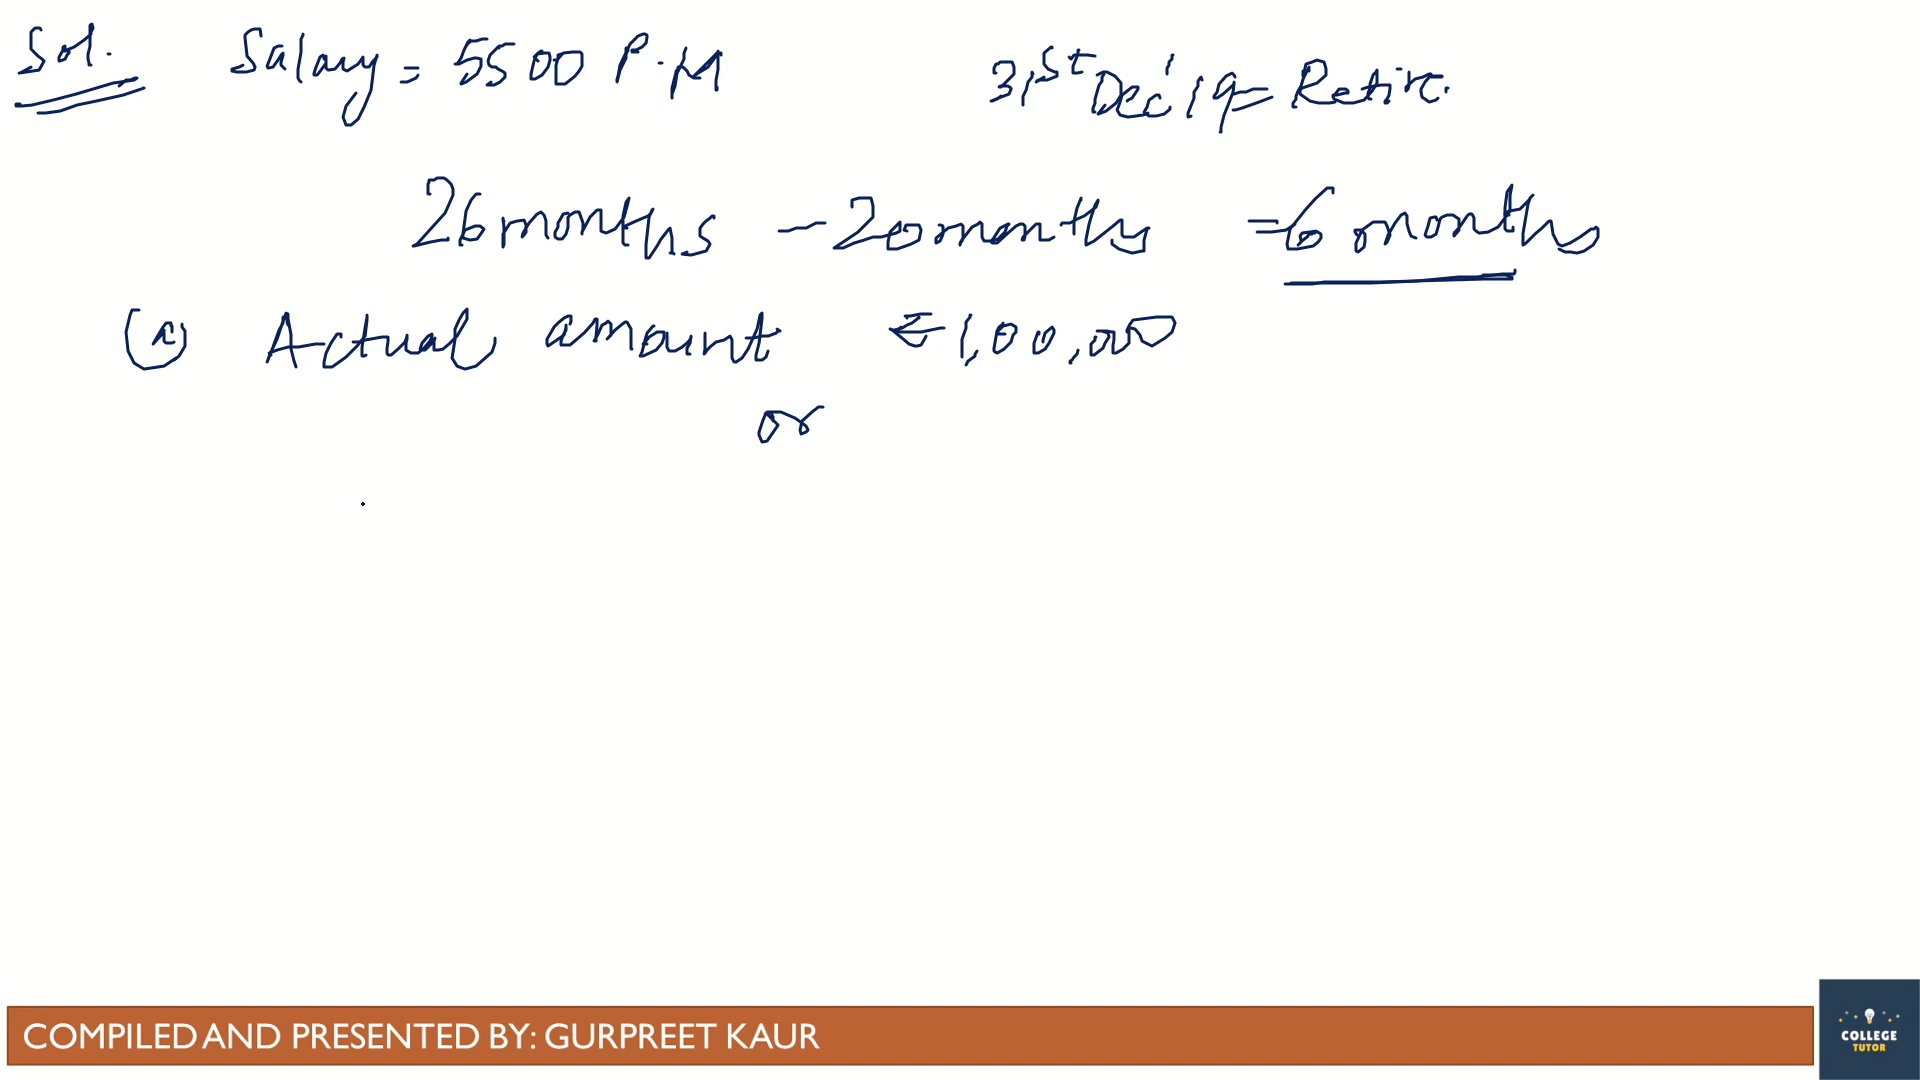 Sol. Salary = 5500 P.M 31st Dec'19= Retire.
26 months - 20 months = 6 months
(a) Actual amount ₹1,00,000
or
COMPILED AND PRESENTED BY: GURPREET KAUR
COLLEGE
TUTOR